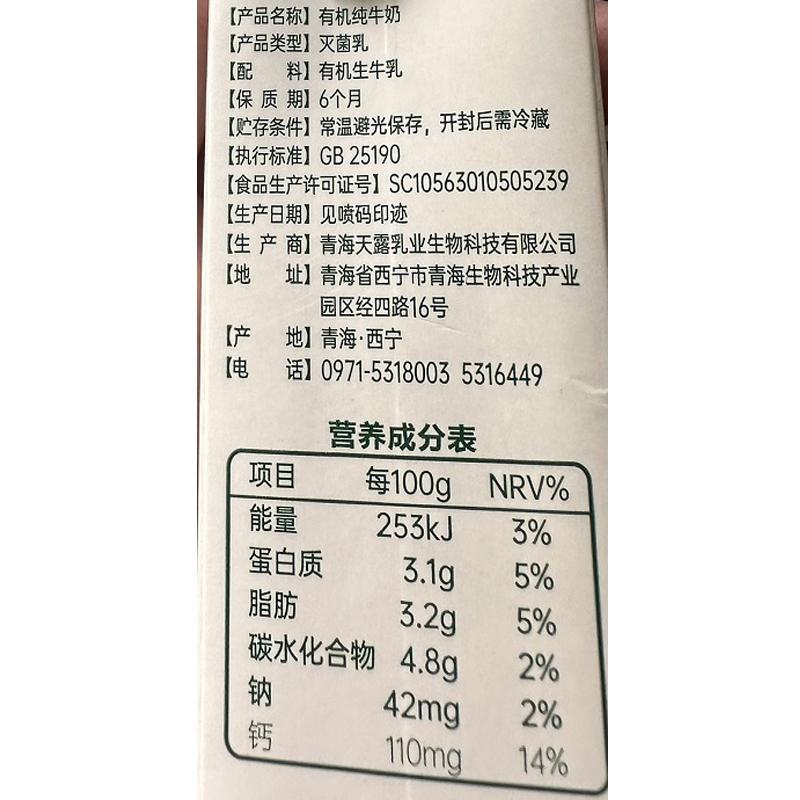 【产品名称】有机纯牛奶
【产品类型】灭菌乳
【配 料】有机生牛乳
【保 质 期】6个月
【贮存条件】常温避光保存，开封后需冷藏
【执行标准】GB 25190
【食品生产许可证号】SC10563010505239
【生产日期】见喷码印迹
【生 产 商】青海天露乳业生物科技有限公司
【地 址】青海省西宁市青海生物科技产业
园区经四路16号
【产 地】青海·西宁
【电 话】0971-5318003 5316449
营养成分表
项目 每100g NRV%
能量 253kJ 3%
蛋白质 3.1g 5%
脂肪 3.2g 5%
碳水化合物 4.8g 2%
钠 42mg 2%
钙 110mg 14%